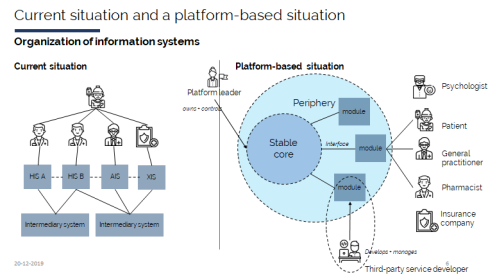 Current situation and a platform-based situation
Organization of information systems
Current situation
Platform-based situation
Platform leader
owns + controls
Periphery
module
Stable
core
Interface
module
module
Psychologist
Patient
General
practitioner
Pharmacist
Insurance
company
HIS A
HIS B
AIS
XIS
Intermediary system
Intermediary system
Develops + manages
Third-party service developer
20-12-2019
6